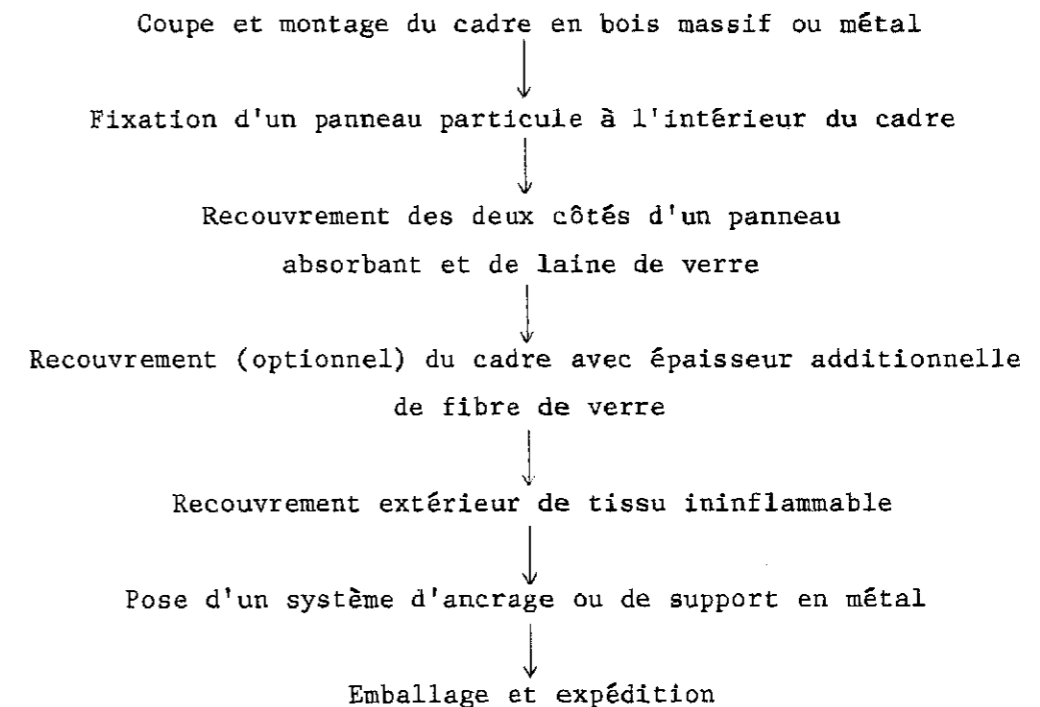 Coupe et montage du cadre en bois massif ou métal
Fixation d'un panneau particule à l'intérieur du cadre
Recouvrement des deux côtés d'un panneau
absorbant et de laine de verre
Recouvrement (optionnel) du cadre avec épaisseur additionnelle
de fibre de verre
Recouvrement extérieur de tissu ininflammable
Pose d'un système d'ancrage ou de support en métal
Emballage et expédition